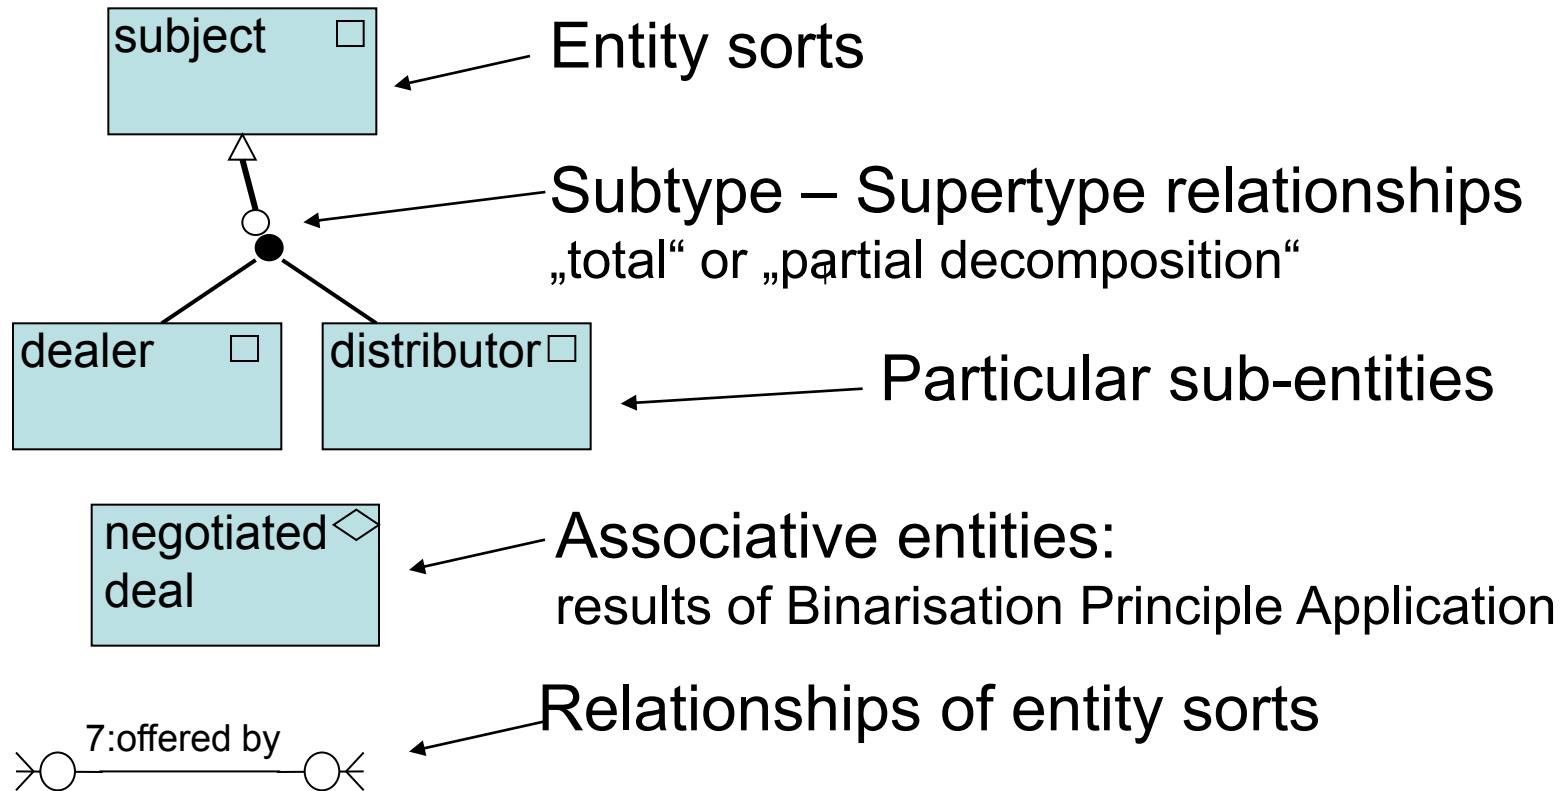 subject
Entity sorts
Subtype – Supertype relationships
„total“ or „partial decomposition“
dealer
distributor
Particular sub-entities
negotiated
deal
Associative entities:
results of Binarisation Principle Application
Relationships of entity sorts
7:offered by